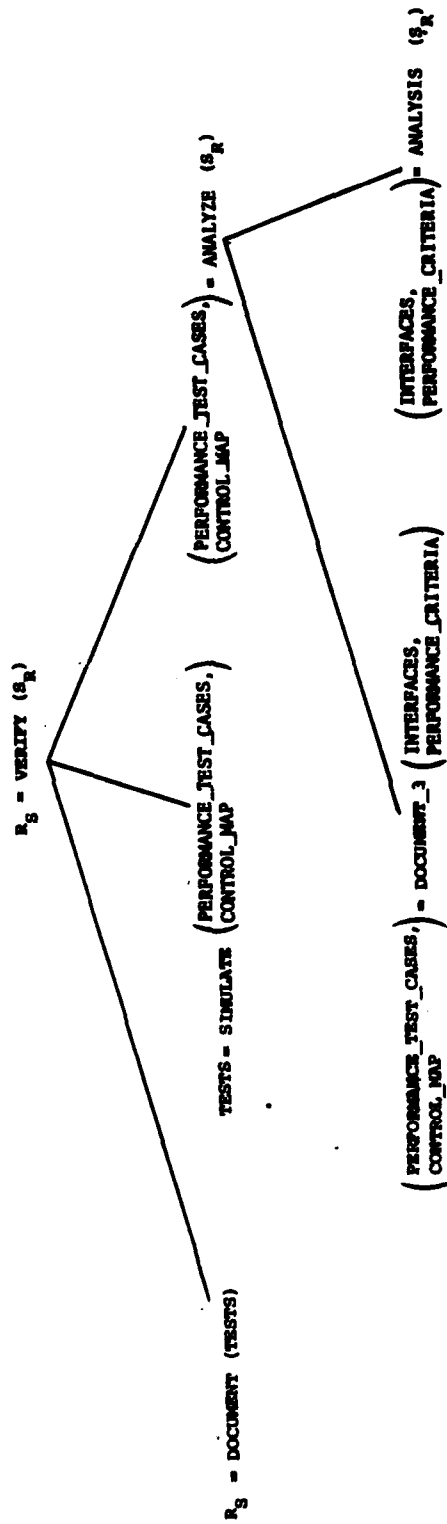 R_S = VERIFY (S_R)
R_S = DOCUMENT (TESTS)
TESTS = SIMULATE (PERFORMANCE_TEST_CASES,
CONTROL_MAP)
(PERFORMANCE_TEST_CASES,
CONTROL_MAP) = ANALYZE (S_R)
(PERFORMANCE_TEST_CASES,
CONTROL_MAP) = DOCUMENT_3 (INTERFACES,
PERFORMANCE_CRITERIA)
(INTERFACES,
PERFORMANCE_CRITERIA) = ANALYSIS (S_R)